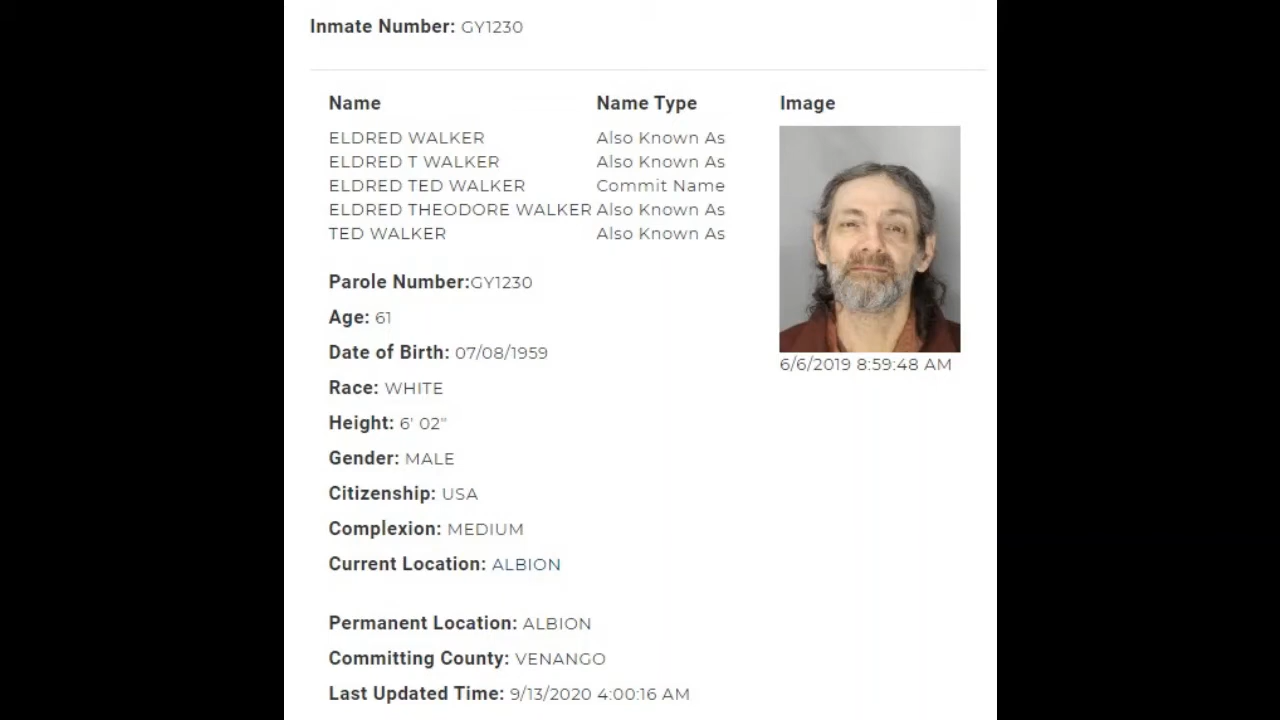 Inmate Number: GY1230
Name Name Type Image
ELDRED WALKER Also Known As
ELDRED T WALKER Also Known As
ELDRED TED WALKER Commit Name
ELDRED THEODORE WALKER Also Known As
TED WALKER Also Known As
6/6/2019 8:59:48 AM
Parole Number:GY1230
Age: 61
Date of Birth: 07/08/1959
Race: WHITE
Height: 6' 02"
Gender: MALE
Citizenship: USA
Complexion: MEDIUM
Current Location: ALBION
Permanent Location: ALBION
Committing County: VENANGO
Last Updated Time: 9/13/2020 4:00:16 AM